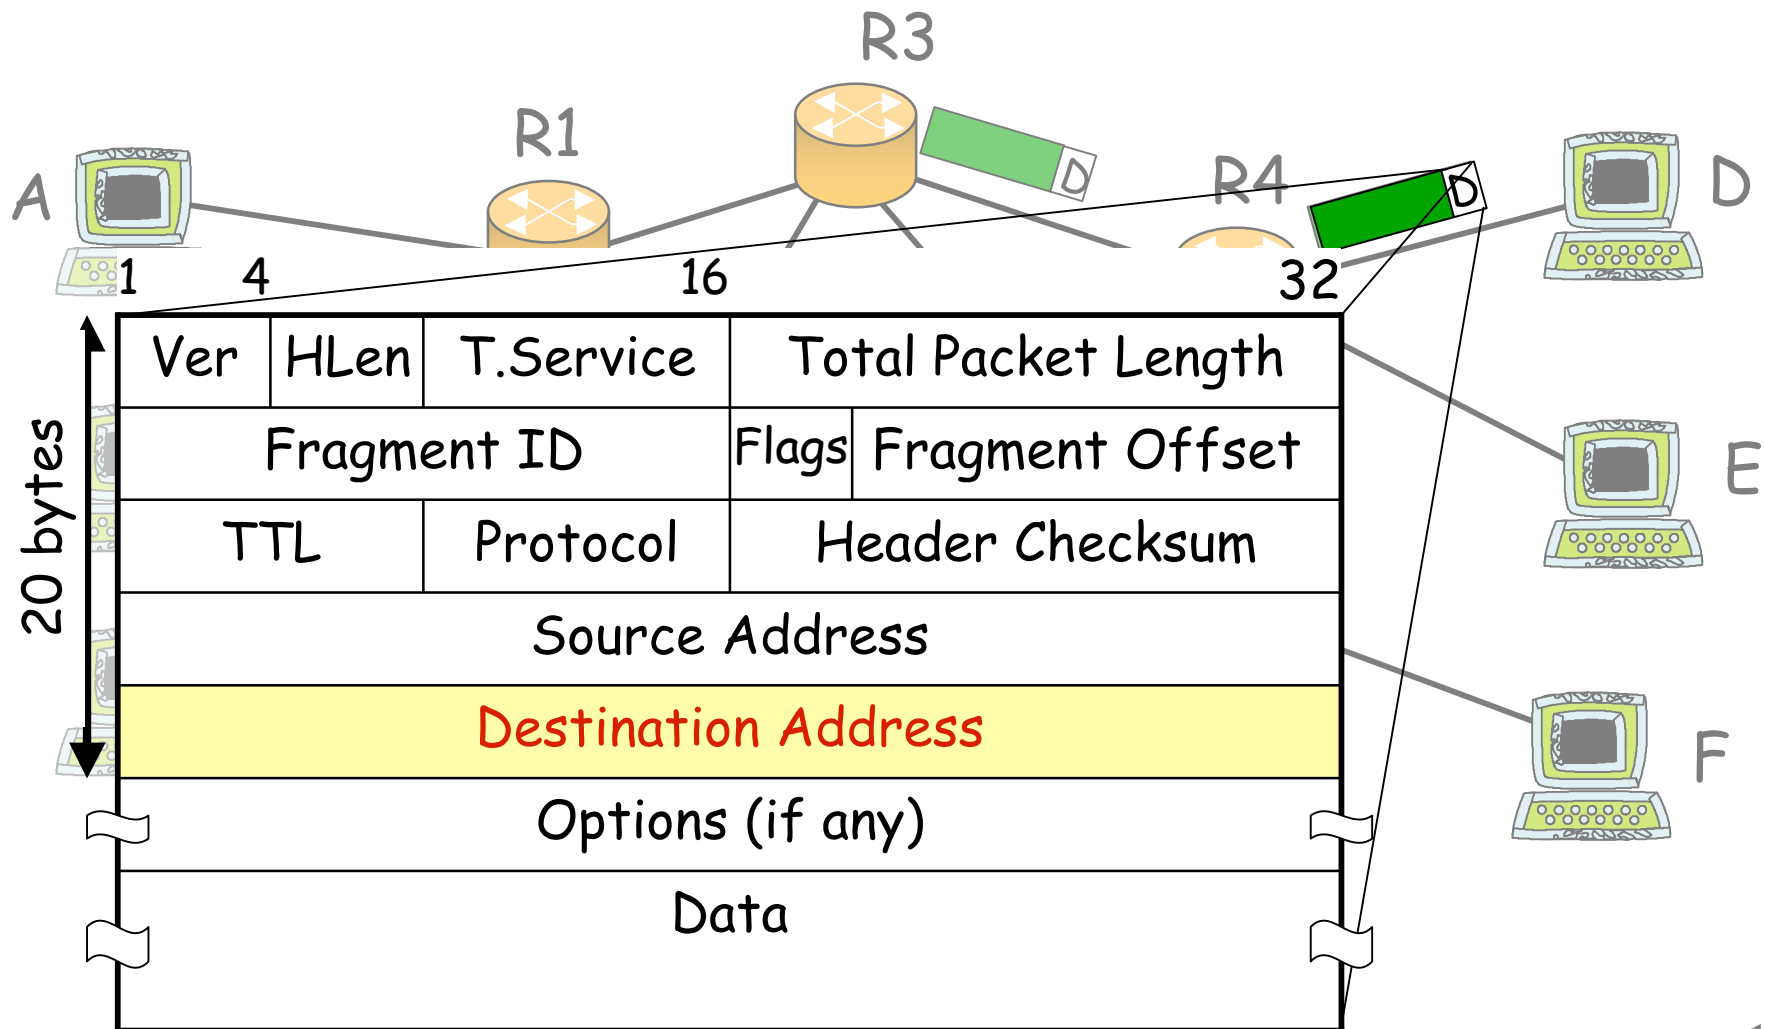 R3
R1
A
D
R4
D
D
1 4 16 32
Ver HLen T.Service Total Packet Length
Fragment ID Flags Fragment Offset
20 bytes
TTL Protocol Header Checksum
Source Address
Destination Address
Options (if any)
Data
E
F